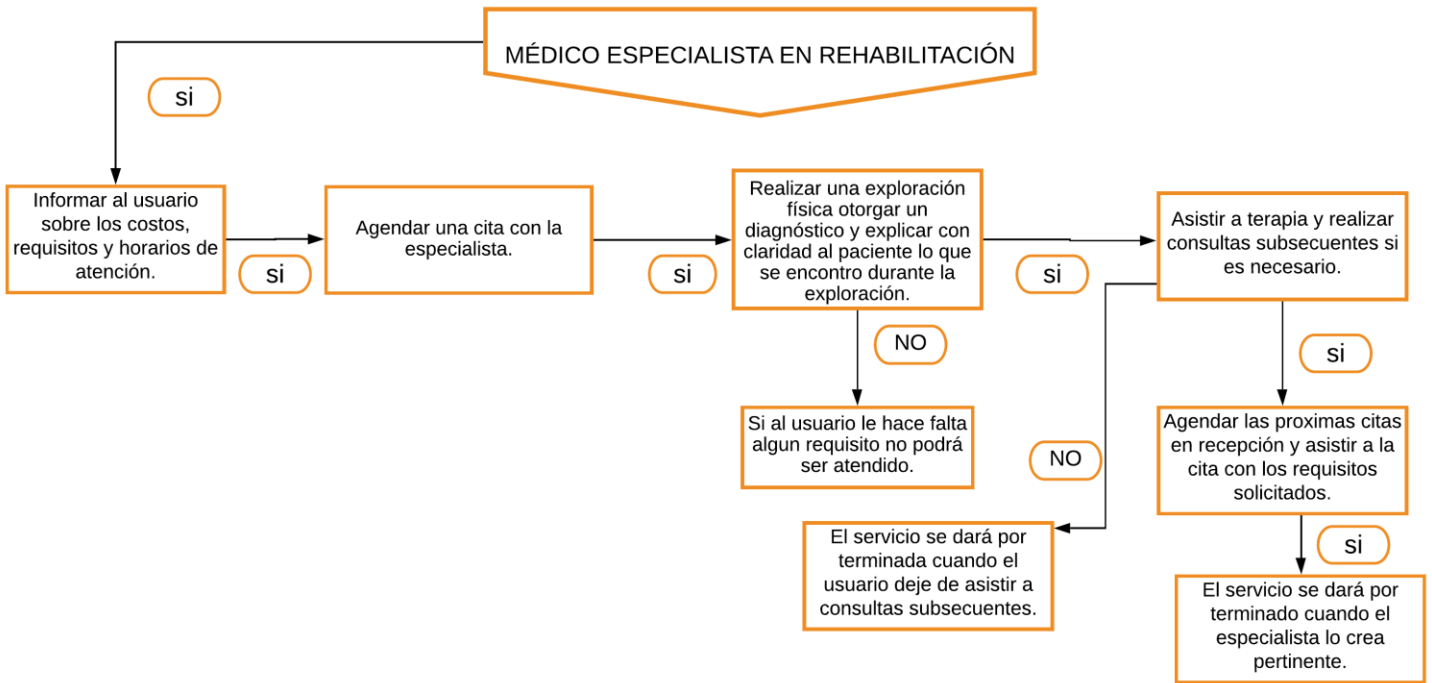 MÉDICO ESPECIALISTA EN REHABILITACIÓN
si
Informar al usuario
sobre los costos,
requisitos y horarios de
atención.
si
Agendar una cita con la
especialista.
si
Realizar una exploración
física otorgar un
diagnóstico y explicar con
claridad al paciente lo que
se encontro durante la
exploración.
si
Asistir a terapia y realizar
consultas subsecuentes si
es necesario.
NO
Si al usuario le hace falta
algun requisito no podrá
ser atendido.
NO
El servicio se dará por
terminada cuando el
usuario deje de asistir a
consultas subsecuentes.
si
Agendar las proximas citas
en recepción y asistir a la
cita con los requisitos
solicitados.
si
El servicio se dará por
terminado cuando el
especialista lo crea
pertinente.